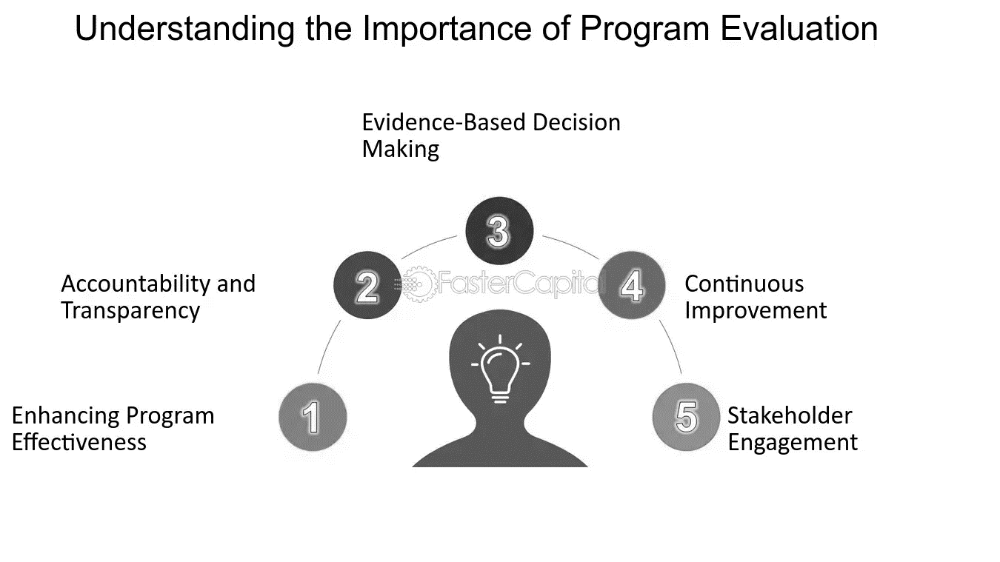 Understanding the Importance of Program Evaluation
Evidence-Based Decision
Making
3
2
FasterCapital
4
Accountability and
Transparency
Continuous
Improvement
1
Enhancing Program
Effectiveness
5
Stakeholder
Engagement